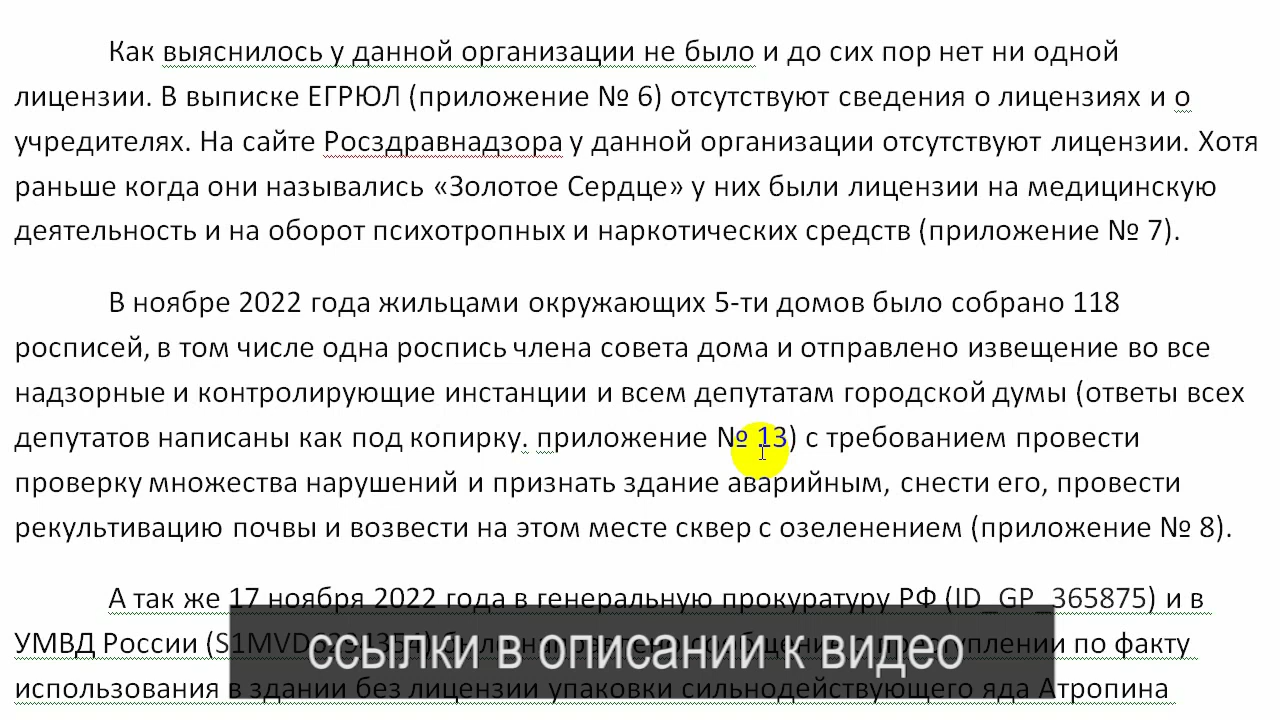 Как выяснилось у данной организации не было и до сих пор нет ни одной
лицензии. В выписке ЕГРЮЛ (приложение № 6) отсутствуют сведения о лицензиях и о
учредителях. На сайте Росздравнадзора у данной организации отсутствуют лицензии. Хотя
раньше когда они назывались «Золотое Сердце» у них были лицензии на медицинскую
деятельность и на оборот психотропных и наркотических средств (приложение № 7).
В ноябре 2022 года жильцами окружающих 5-ти домов было собрано 118
росписей, в том числе одна роспись члена совета дома и отправлено извещение во все
надзорные и контролирующие инстанции и всем депутатам городской думы (ответы всех
депутатов написаны как под копирку. приложение № 13) с требованием провести
проверку множества нарушений и признать здание аварийным, снести его, провести
рекультивацию почвы и возвести на этом месте сквер с озеленением (приложение № 8).
А так же 17 ноября 2022 года в генеральную прокуратуру РФ (ID_GP_365875) и в
УМВД России было по факту
ссылки в описании к видео
использования в здании без лицензии упаковки сильнодействующего яда Атропина